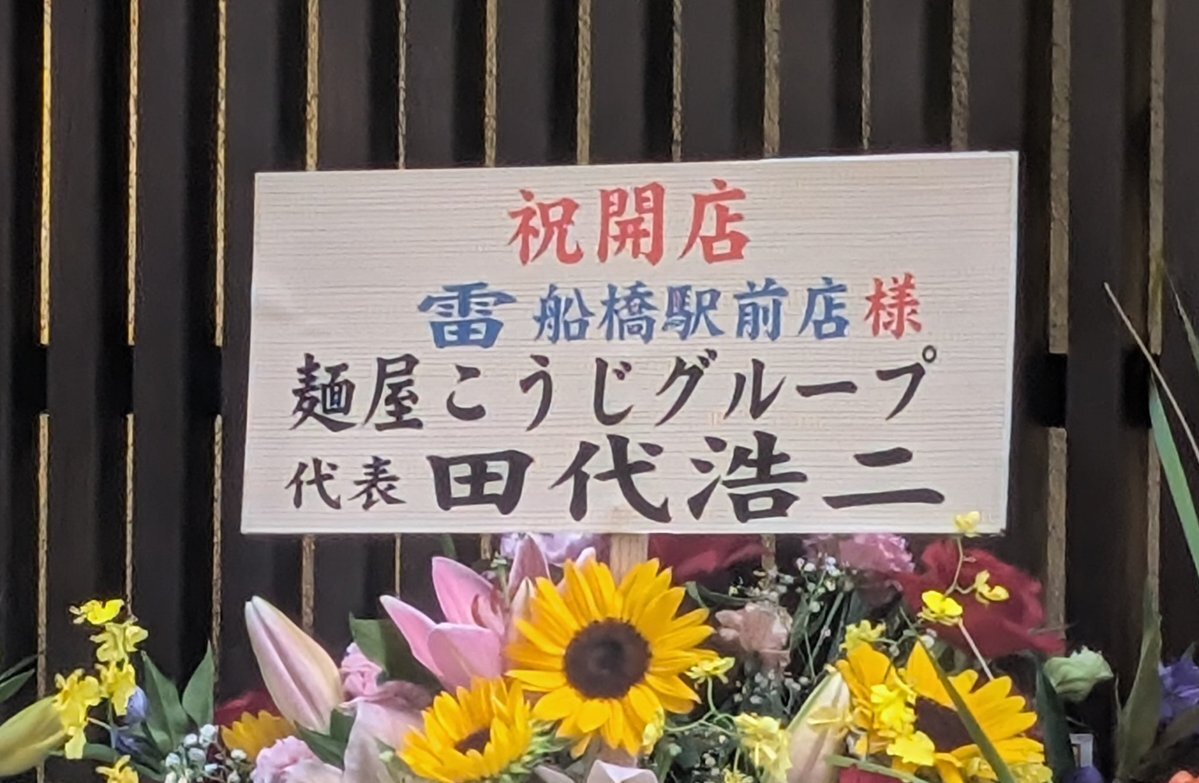 祝開店
雷 船橋駅前店様
麺屋こうじグループ
代表 田代浩二